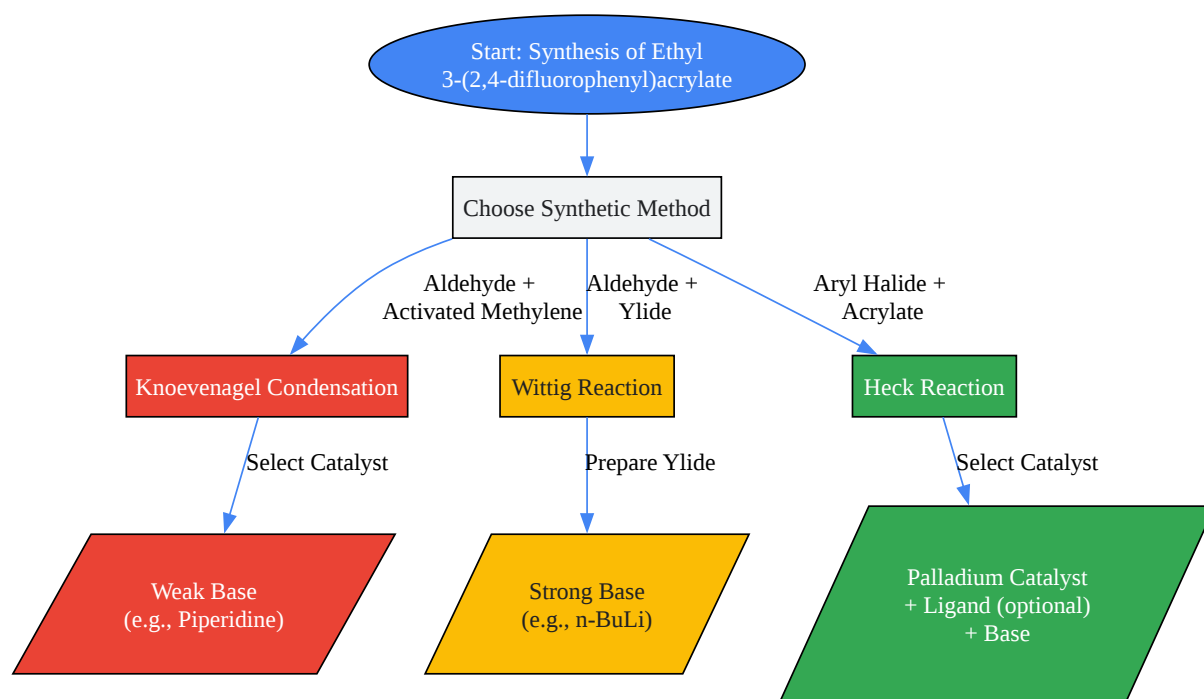 Start: Synthesis of Ethyl
3-(2,4-difluorophenyl)acrylate
Choose Synthetic Method
Aldehyde +
Activated Methylene
Aldehyde +
Ylide
Aryl Halide +
Acrylate
Knoevenagel Condensation
Wittig Reaction
Heck Reaction
Select Catalyst
Prepare Ylide
Select Catalyst
Weak Base
(e.g., Piperidine)
Strong Base
(e.g., n-BuLi)
Palladium Catalyst
+ Ligand (optional)
+ Base